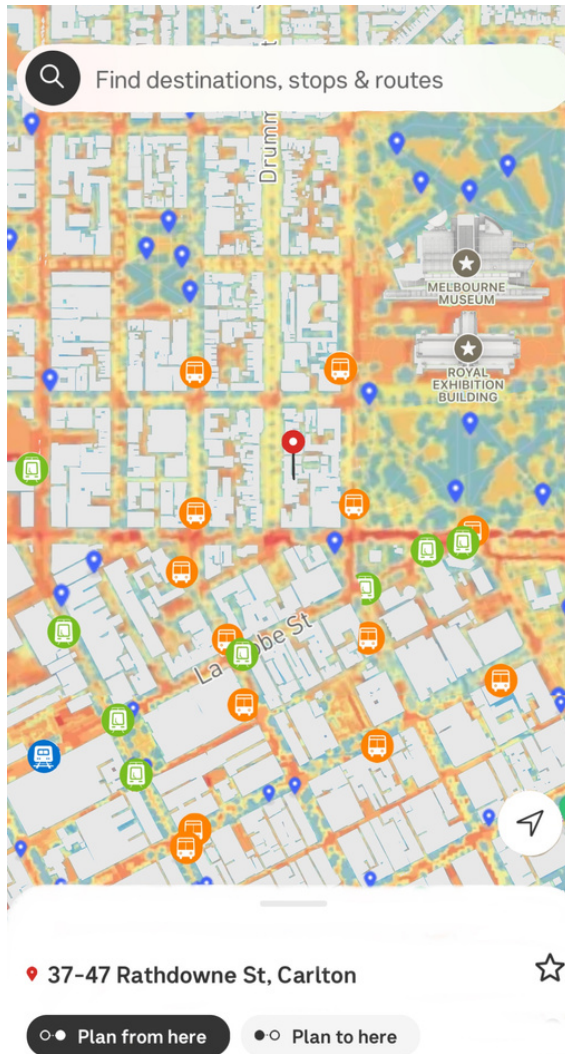 Find destinations, stops & routes
Drumm
MELBOURNE
MUSEUM
ROYAL
EXHIBITION
BUILDING
La
obe St
37-47 Rathdowne St, Carlton
Plan from here
Plan to here